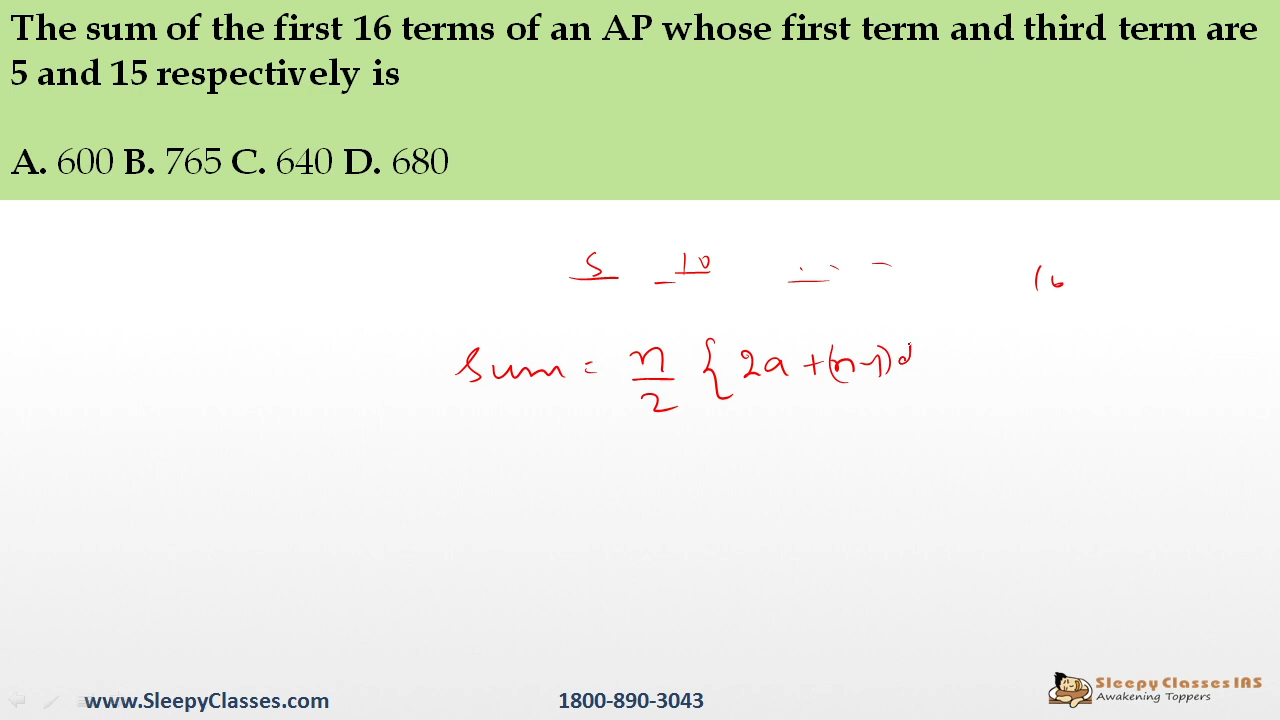 The sum of the first 16 terms of an AP whose first term and third term are
5 and 15 respectively is
A. 600 B. 765 C. 640 D. 680
5 10 16
Sum = n/2 { 2a + (n-1) d
www.SleepyClasses.com 1800-890-3043 Sleepy Classes IAS
Awakening Toppers